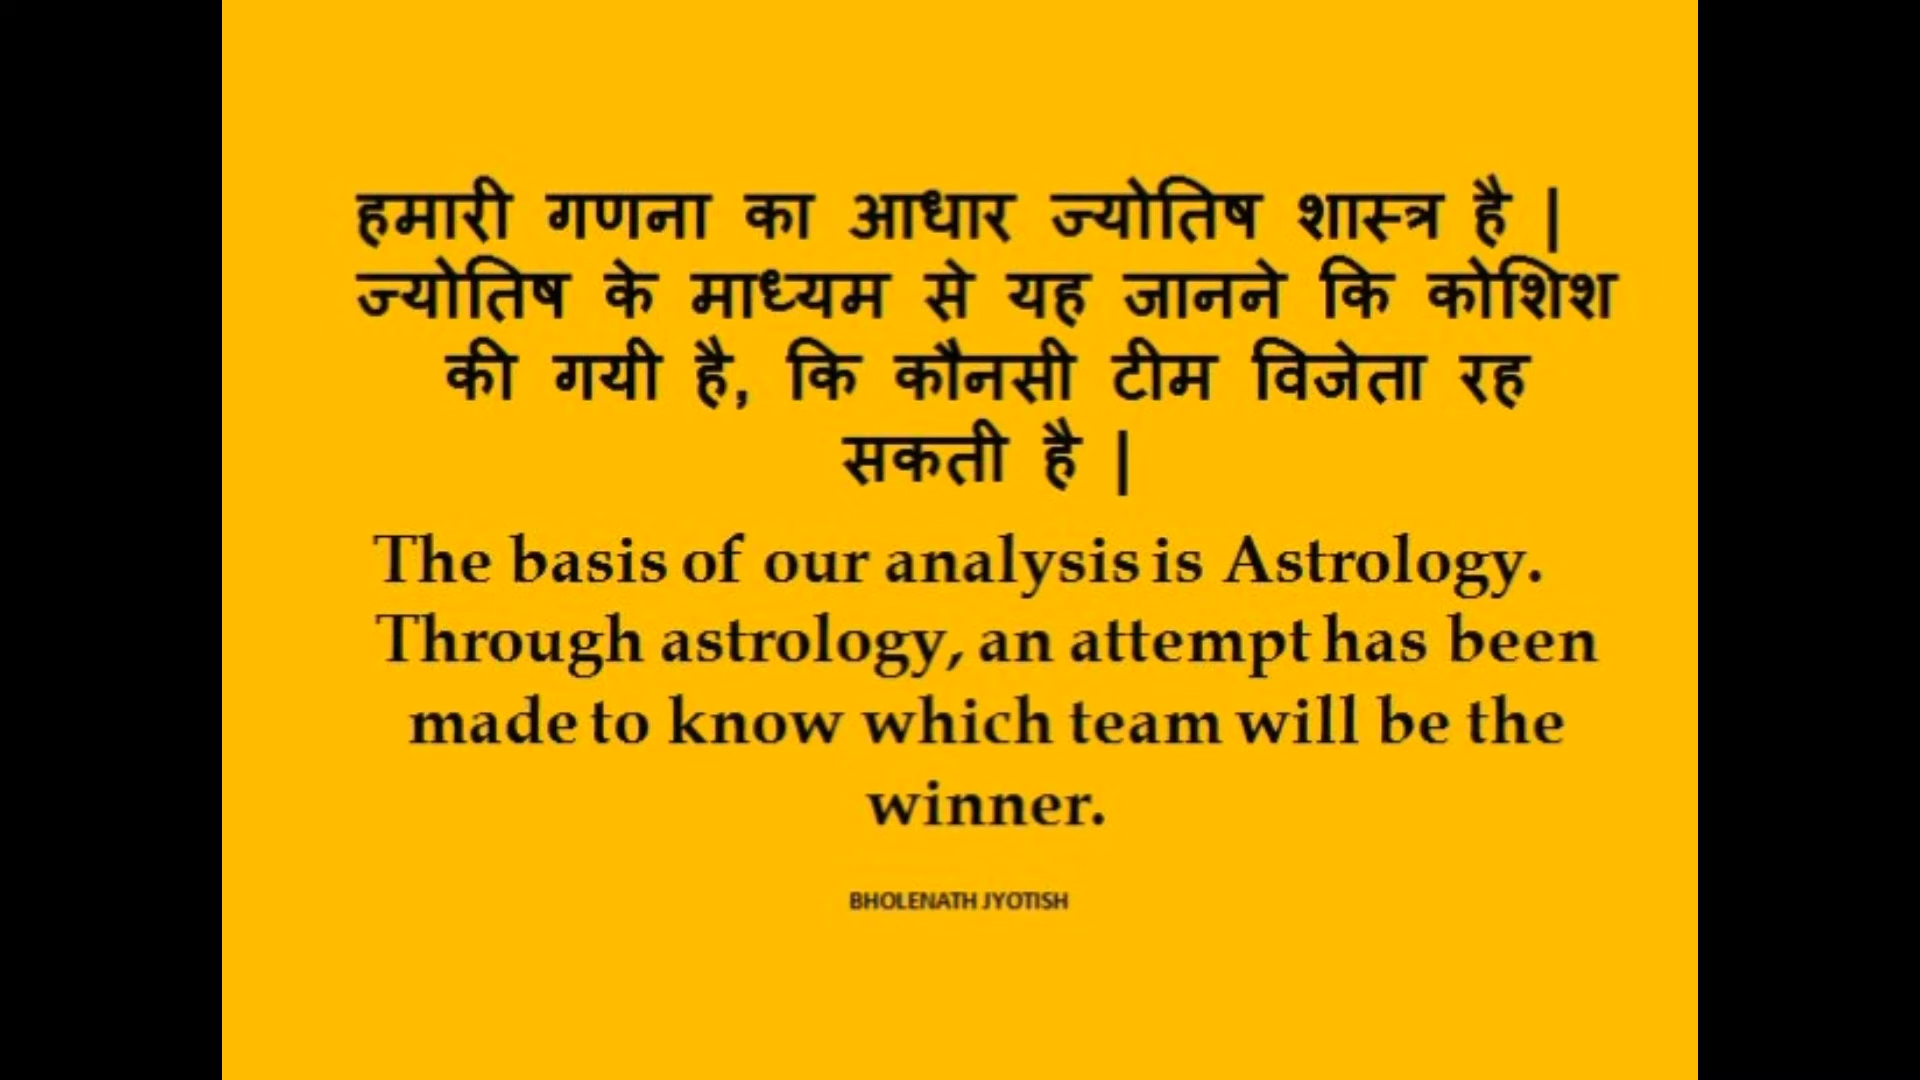 हमारी गणना का आधार ज्योतिष शास्त्र है |
ज्योतिष के माध्यम से यह जानने कि कोशिश
की गयी है, कि कौनसी टीम विजेता रह
सकती है |
The basis of our analysis is Astrology.
Through astrology, an attempt has been
made to know which team will be the
winner.
BHOLENATH JYOTISH